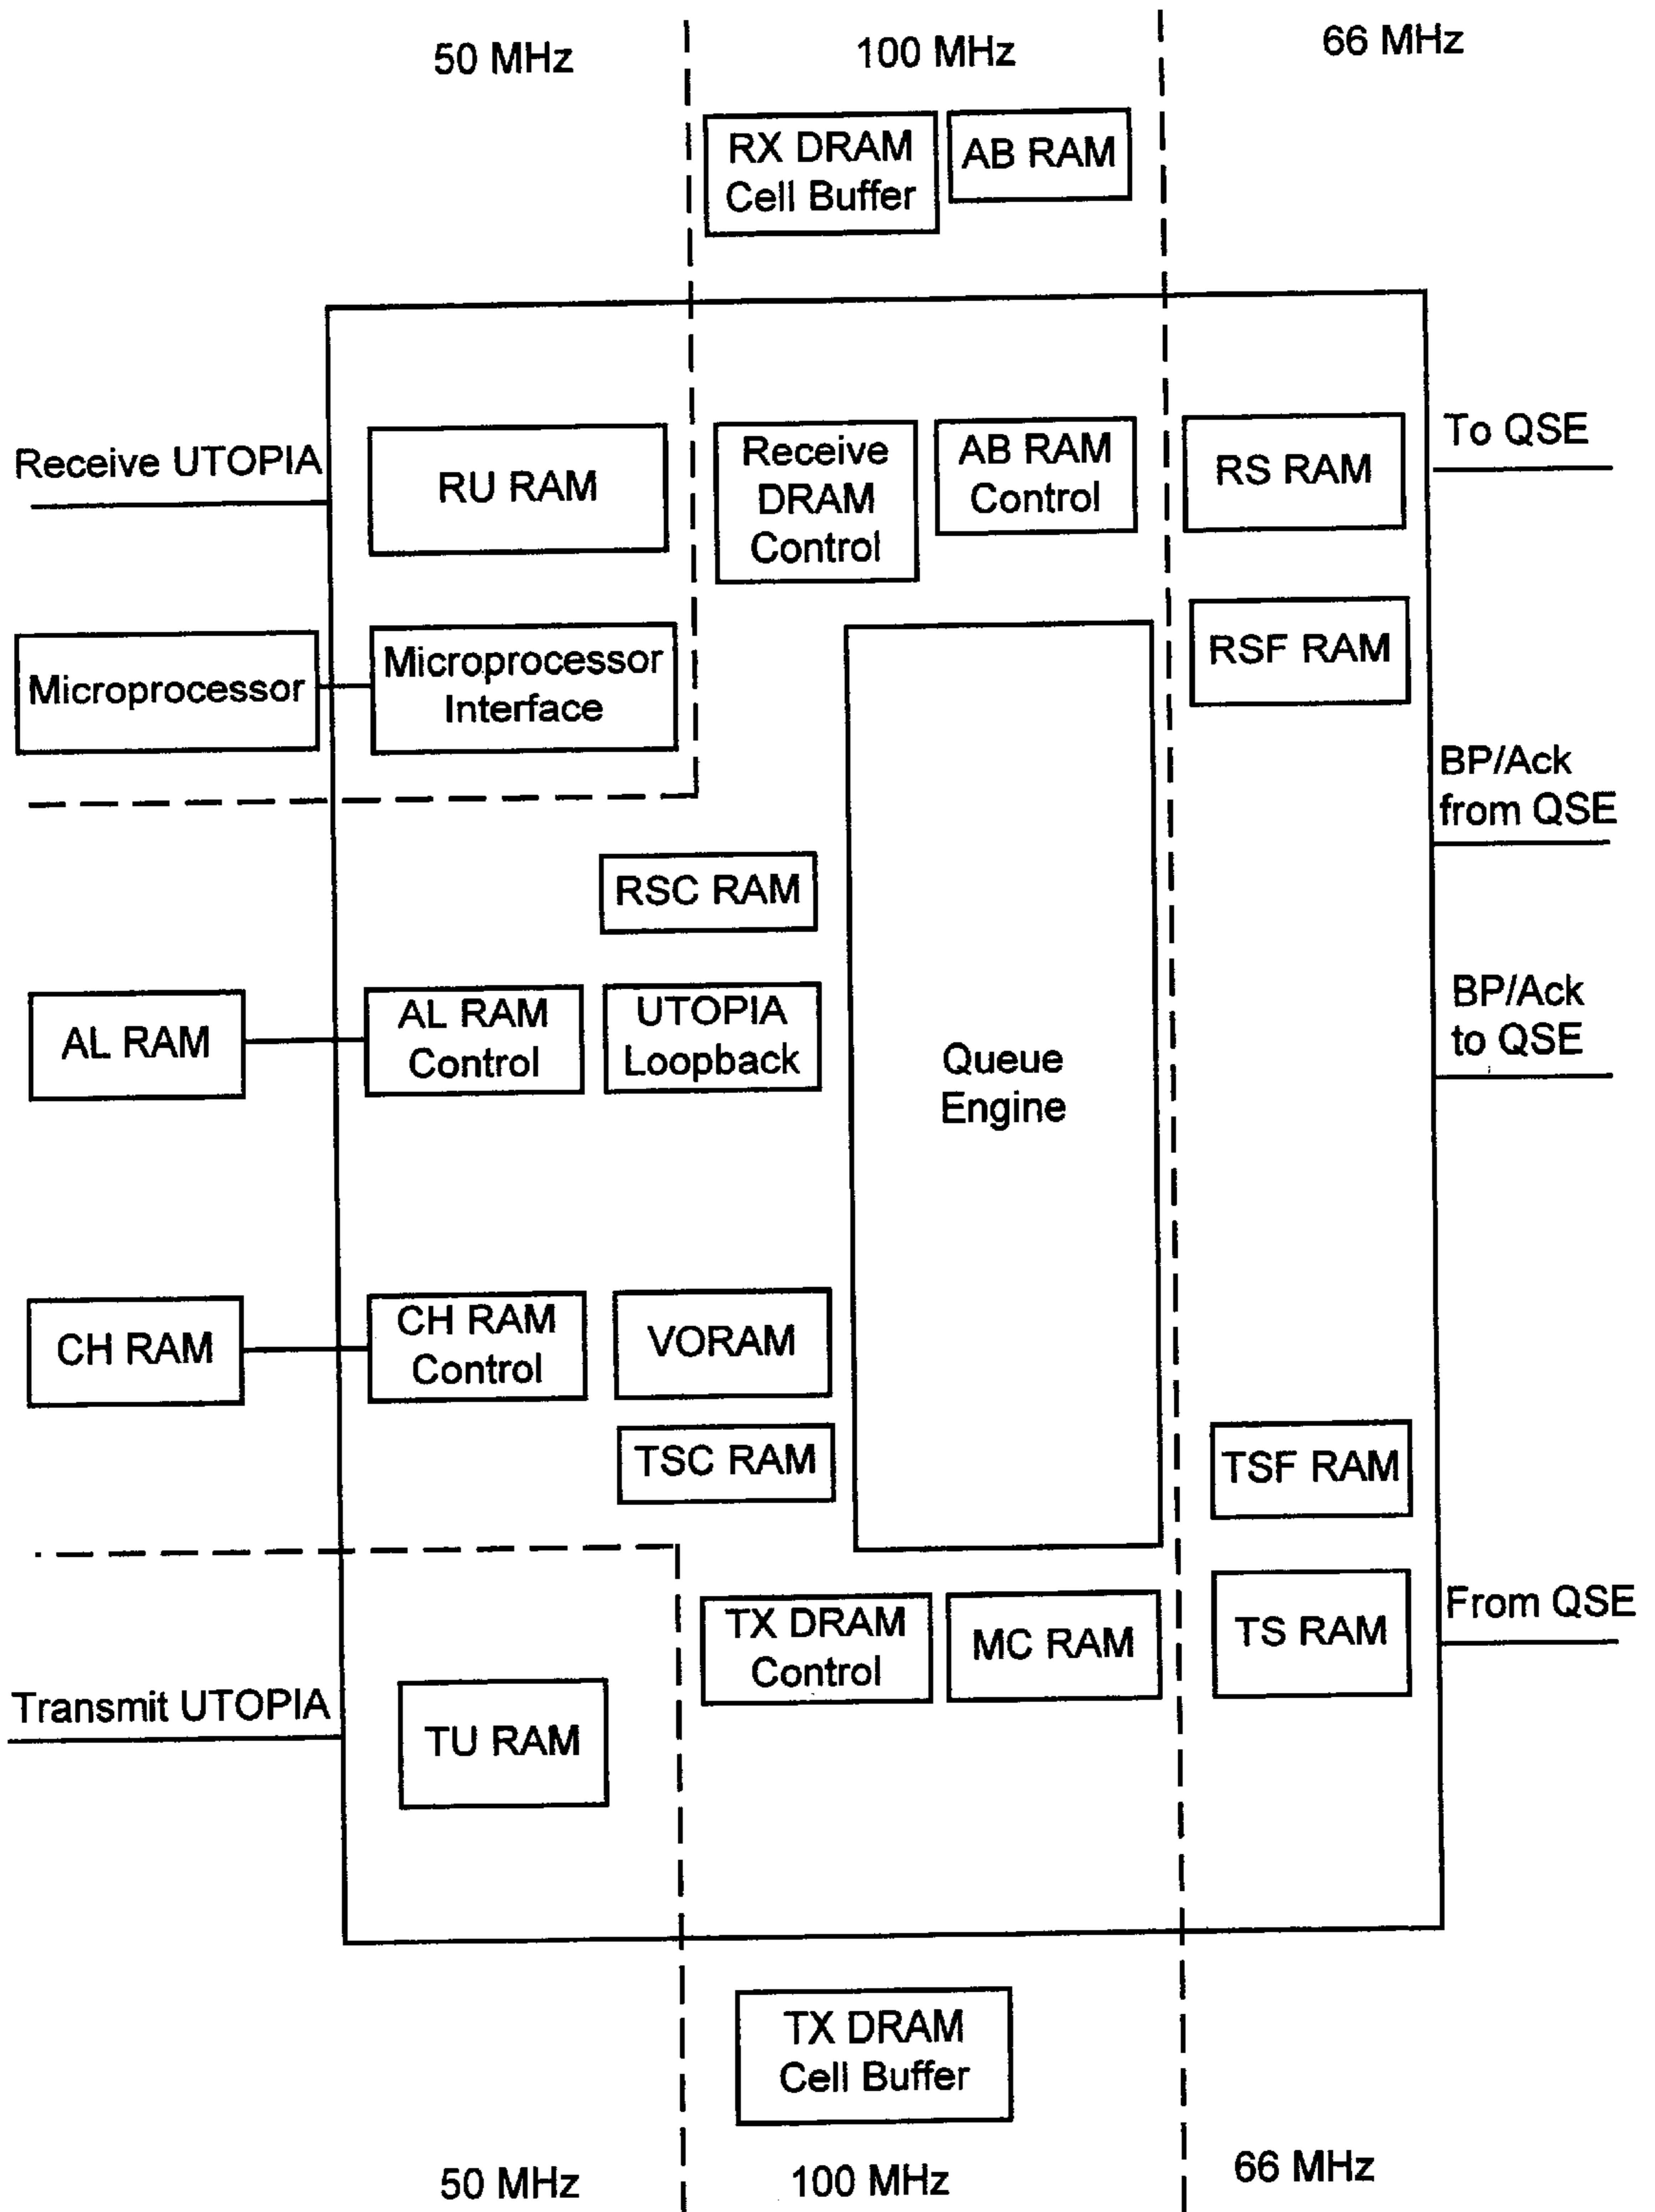 50 MHz
100 MHz
66 MHz
RX DRAM
Cell Buffer
AB RAM
Receive UTOPIA
RU RAM
Receive
DRAM
Control
AB RAM
Control
RS RAM
To QSE
Microprocessor
Microprocessor
Interface
RSF RAM
BP/Ack
from QSE
RSC RAM
AL RAM
AL RAM
Control
UTOPIA
Loopback
Queue
Engine
BP/Ack
to QSE
CH RAM
CH RAM
Control
VORAM
TSC RAM
TSF RAM
Transmit UTOPIA
TU RAM
TX DRAM
Control
MC RAM
TS RAM
From QSE
TX DRAM
Cell Buffer
50 MHz
100 MHz
66 MHz